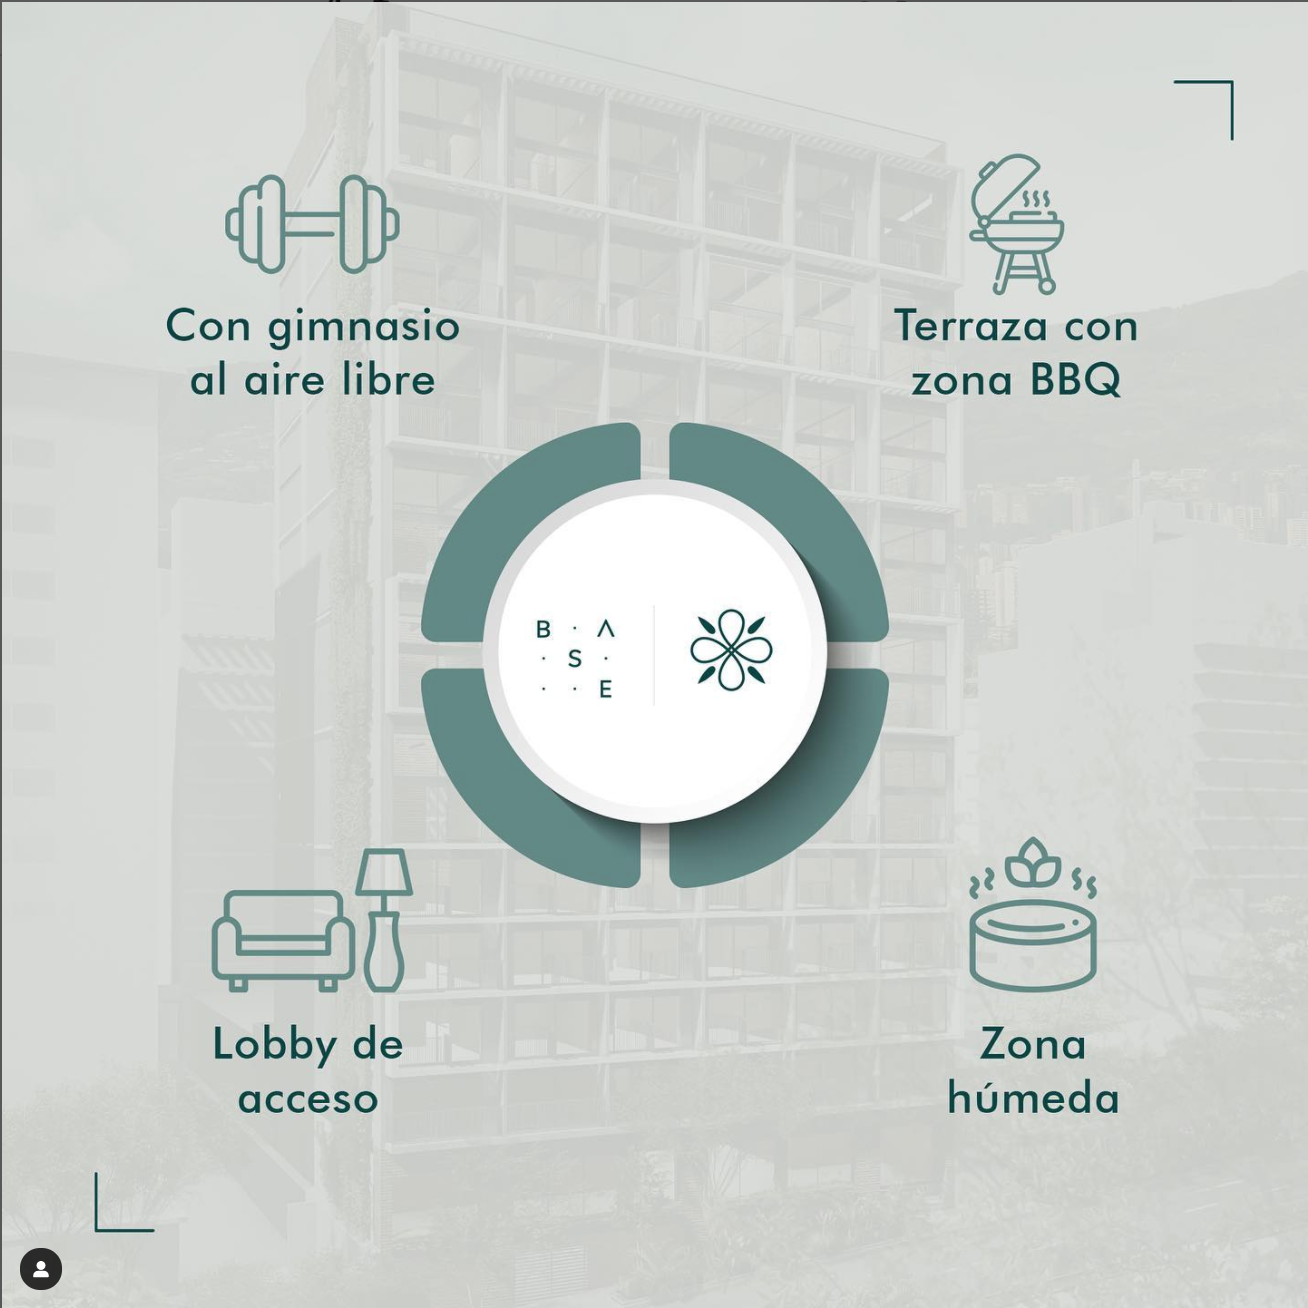 Con gimnasio
al aire libre
Terraza con
zona BBQ
B · A
· S ·
· · E
Lobby de
acceso
Zona
húmeda